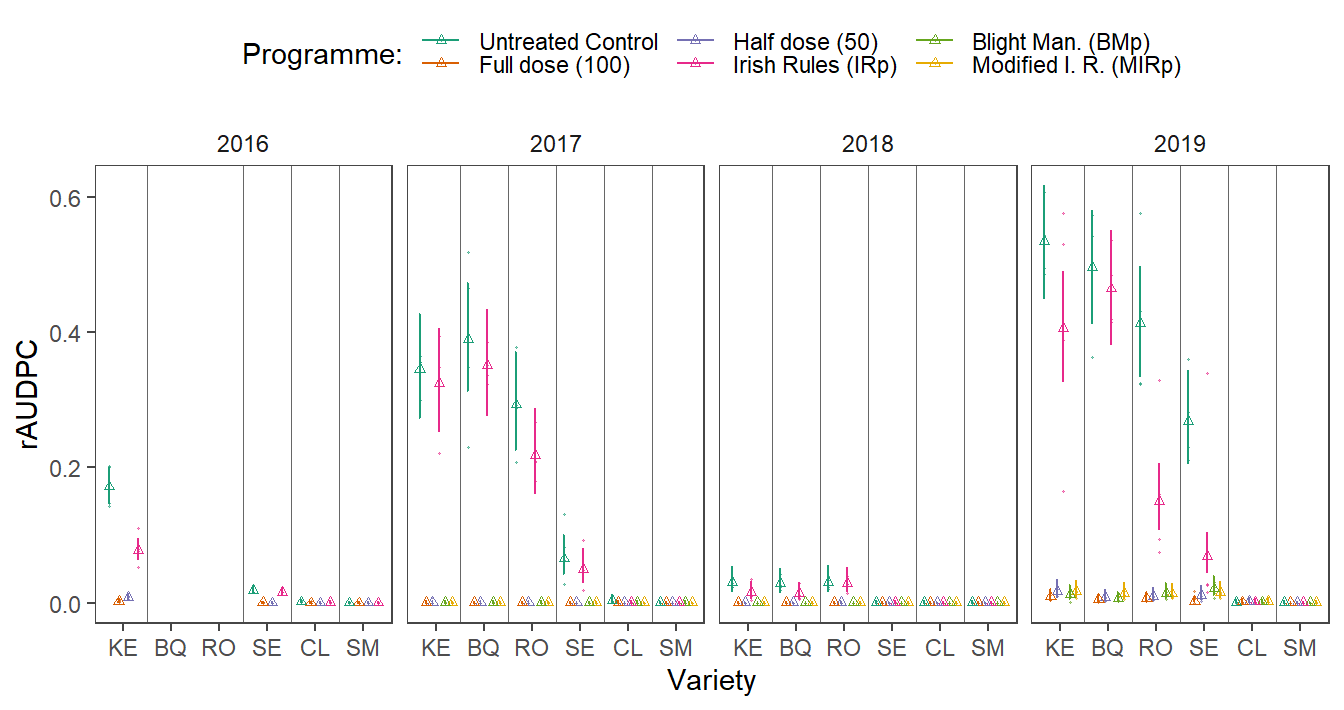 Programme:
Untreated Control Half dose (50) Blight Man. (BMp)
Full dose (100) Irish Rules (IRp) Modified I. R. (MIRp)
2016 2017 2018 2019
rAUDPC
0.6
0.4
0.2
0.0
KE BQ RO SE CL SM KE BQ RO SE CL SM KE BQ RO SE CL SM KE BQ RO SE CL SM
Variety